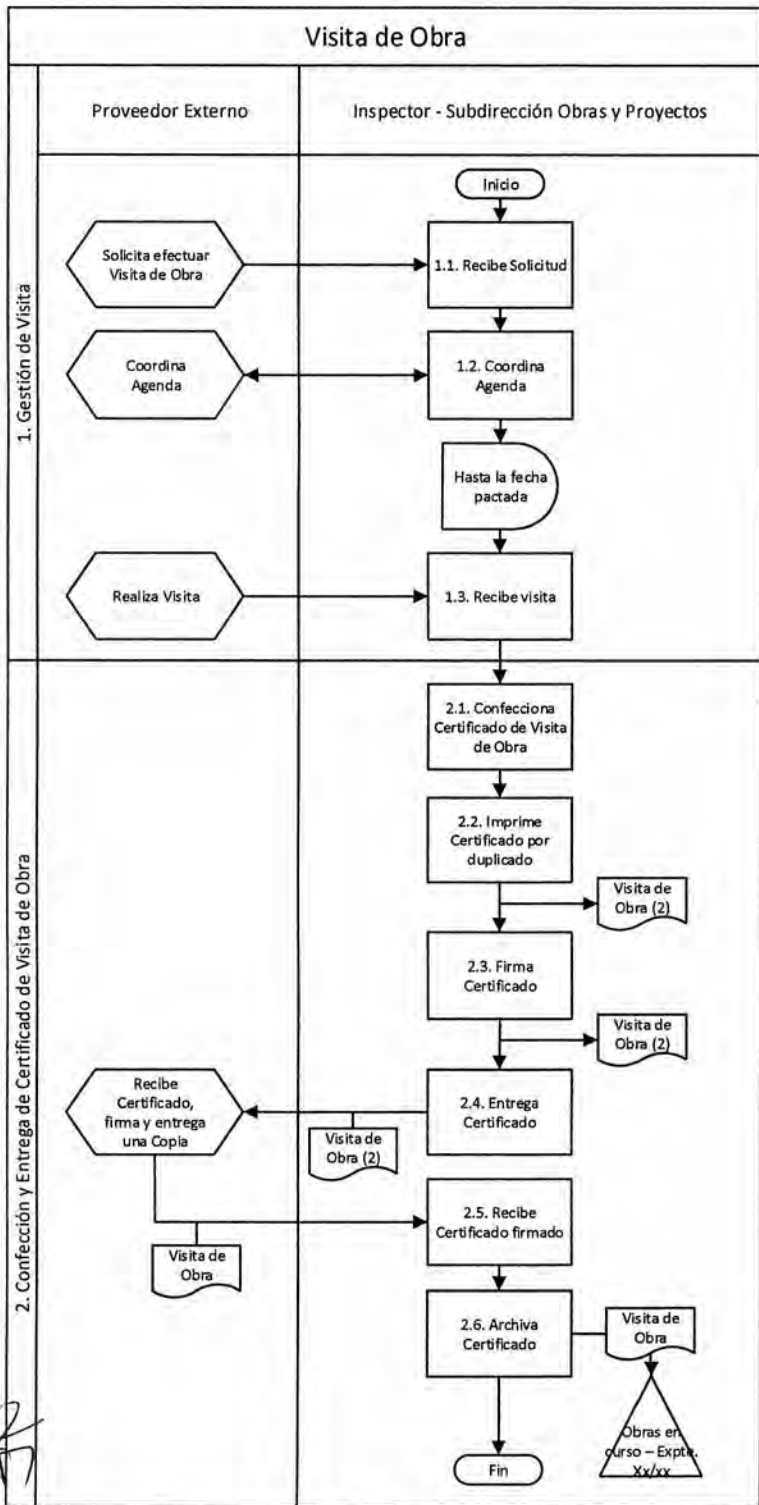 Visita de Obra
Proveedor Externo
Inspector - Subdirección Obras y Proyectos
1. Gestión de Visita
Inicio
Solicita efectuar
Visita de Obra
1.1. Recibe Solicitud
Coordina
Agenda
1.2. Coordina
Agenda
Hasta la fecha
pactada
Realiza Visita
1.3. Recibe visita
2. Confección y Entrega de Certificado de Visita de Obra
2.1. Confecciona
Certificado de Visita
de Obra
2.2. Imprime
Certificado por
duplicado
Visita de
Obra (2)
2.3. Firma
Certificado
Visita de
Obra (2)
Recibe
Certificado,
firma y entrega
una Copia
2.4. Entrega
Certificado
Visita de
Obra (2)
2.5. Recibe
Certificado firmado
Visita de
Obra
2.6. Archiva
Certificado
Visita de
Obra
Obras en
curso – Expte.
Xx/xx
Fin